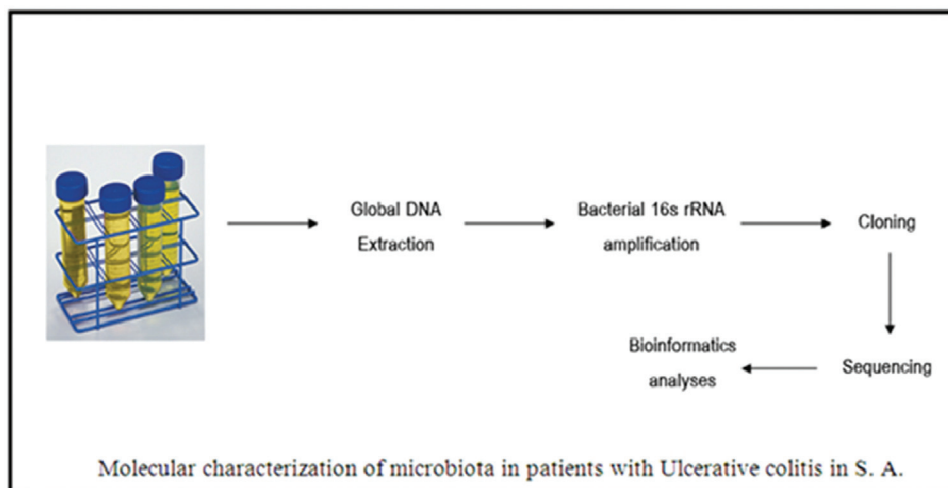 Global DNA
Extraction
Bacterial 16s rRNA
amplification
Cloning
Sequencing
Bioinformatics
analyses
Molecular characterization of microbiota in patients with Ulcerative colitis in S. A.